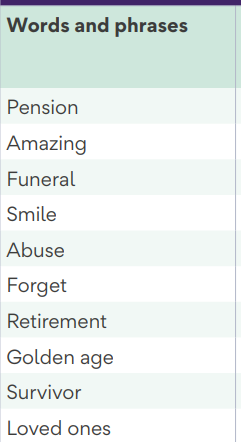 Words and phrases
Pension
Amazing
Funeral
Smile
Abuse
Forget
Retirement
Golden age
Survivor
Loved ones